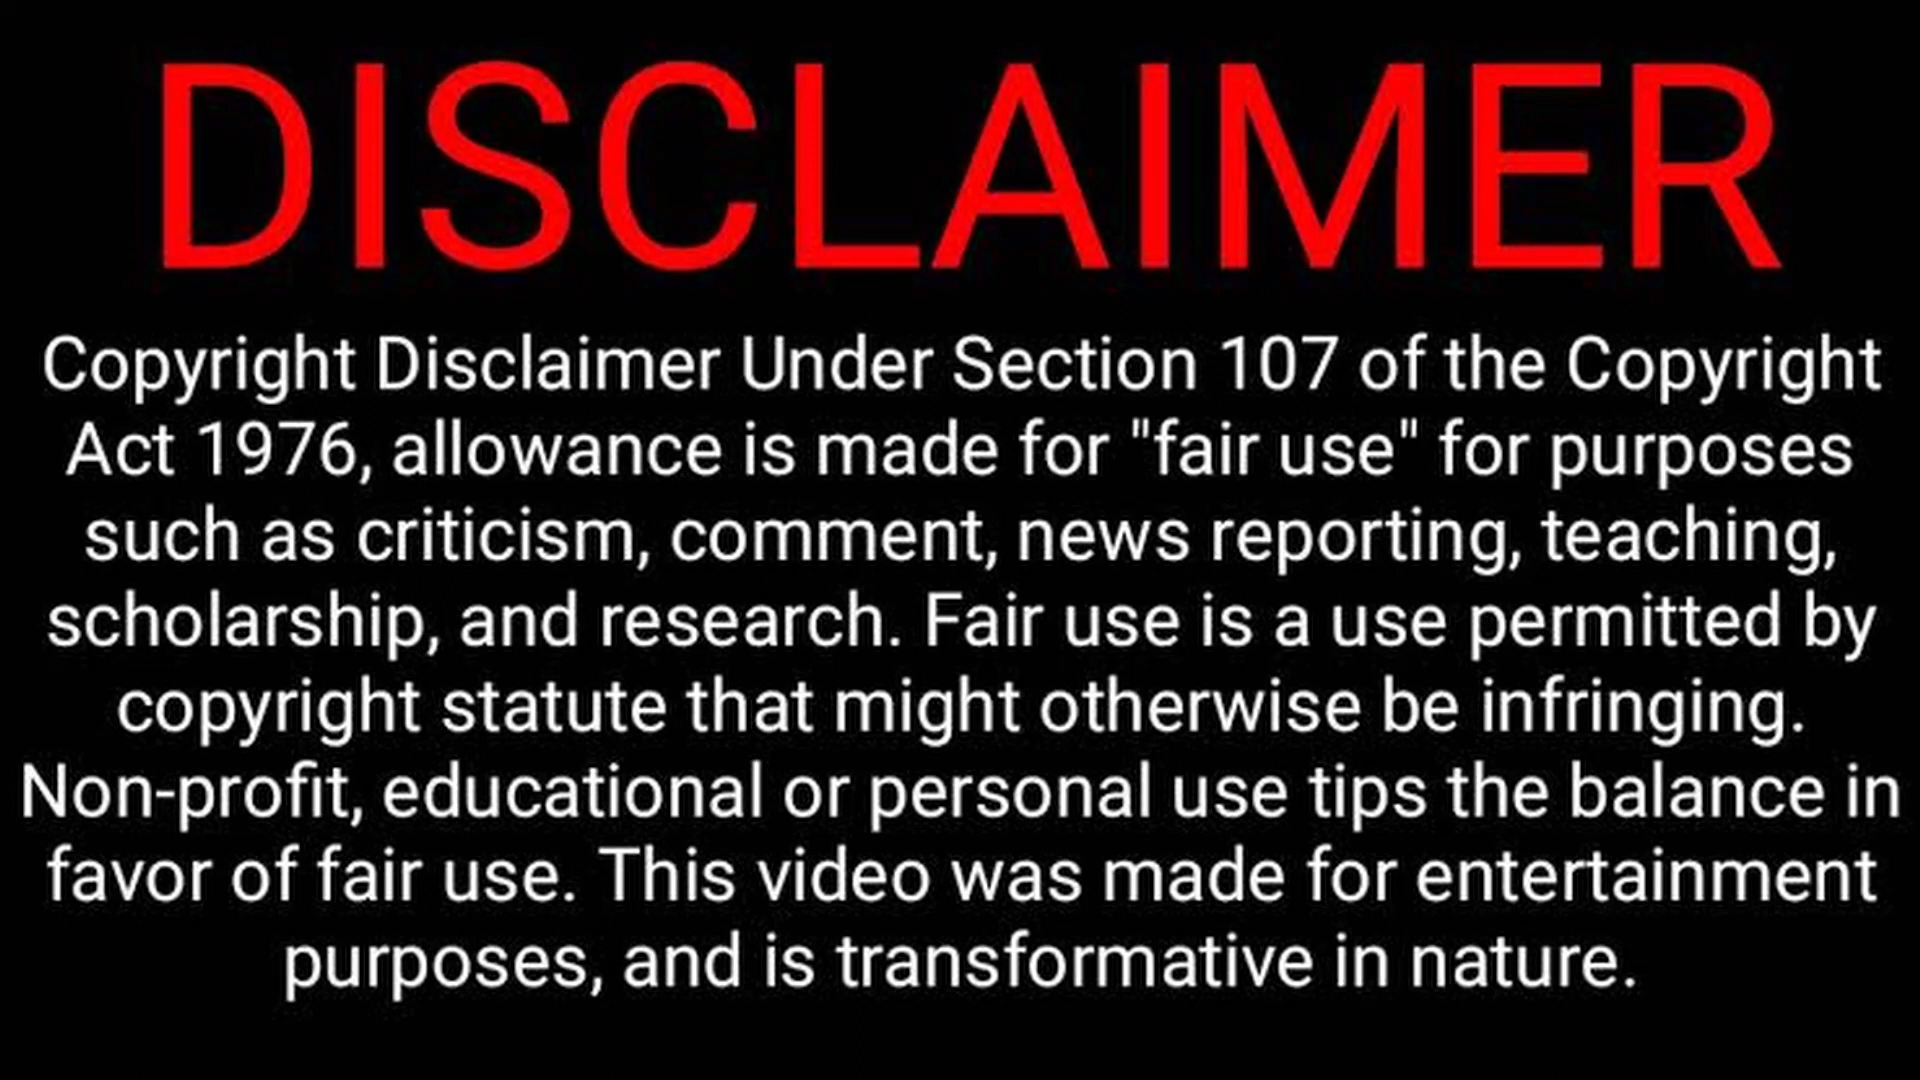 DISCLAIMER
Copyright Disclaimer Under Section 107 of the Copyright
Act 1976, allowance is made for "fair use" for purposes
such as criticism, comment, news reporting, teaching,
scholarship, and research. Fair use is a use permitted by
copyright statute that might otherwise be infringing.
Non-profit, educational or personal use tips the balance in
favor of fair use. This video was made for entertainment
purposes, and is transformative in nature.